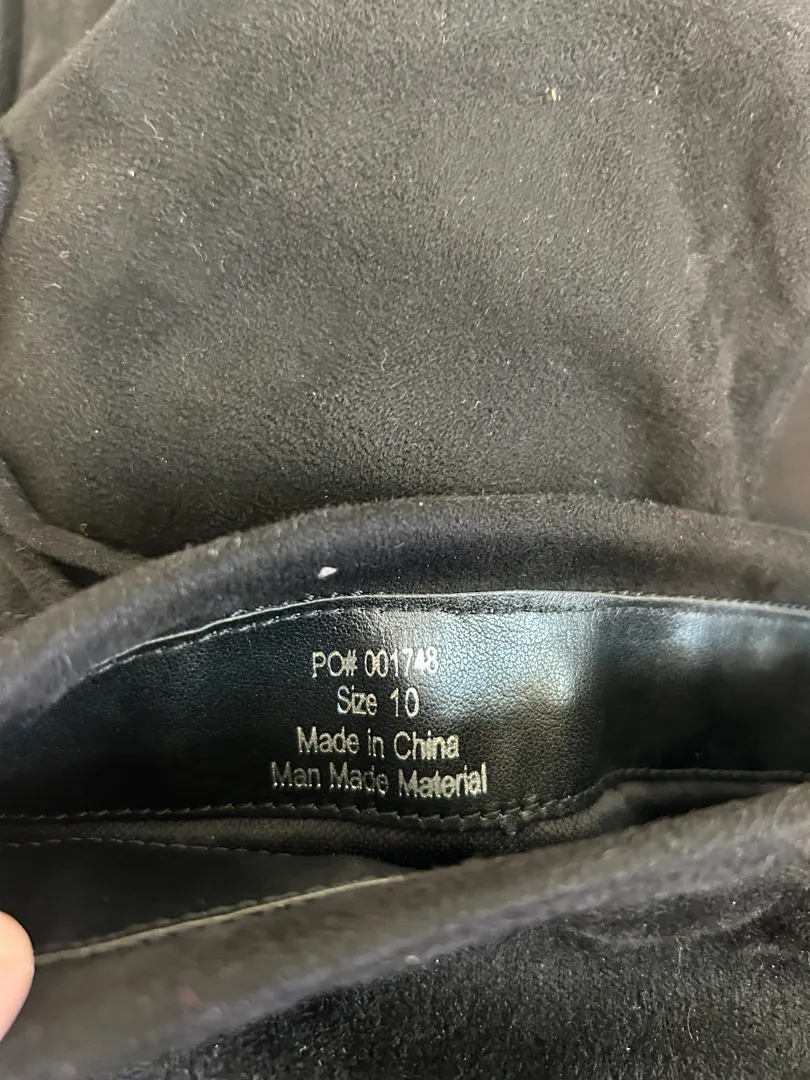 PO# 001748
Size 10
Made in China
Man Made Material